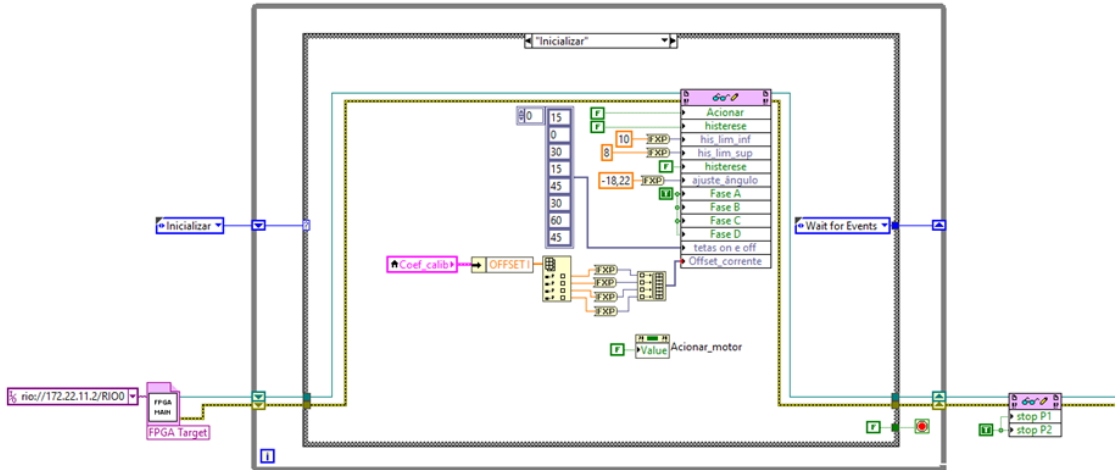 "Inicializar"
0
15
0
30
15
45
30
60
45
F
F
10
FXP
8
FXP
F
-18,22
FXP
T
Acionar
histerese
his_lim_inf
his_lim_sup
histerese
ajuste_ângulo
Fase A
Fase B
Fase C
Fase D
tetas on e off
Offset_corrente
Inicializar
?
Wait for Events
Coef_calib
OFFSET I
FXP
FXP
FXP
FXP
F
Value
Acionar_motor
rio://172.22.11.2/RIO0
FPGA
MAIN
FPGA Target
F
i
stop P1
T
stop P2